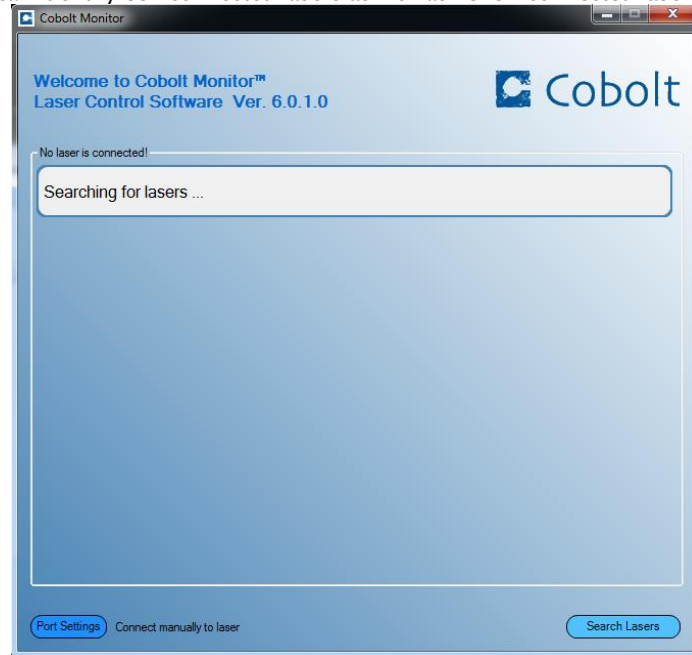 Cobolt Monitor
Welcome to Cobolt Monitor™
Laser Control Software Ver. 6.0.1.0
Cobolt
No laser is connected!
Searching for lasers ...
Port Settings Connect manually to laser
Search Lasers